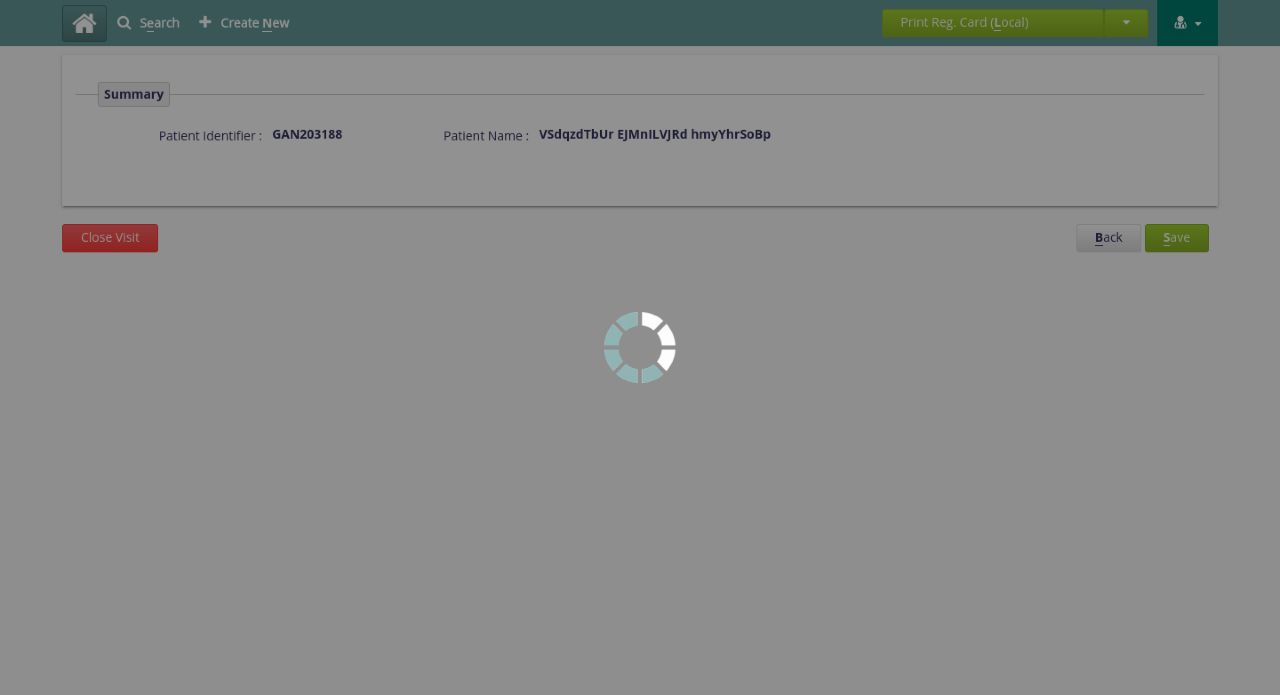 Search Create New Print Reg. Card (Local)
Summary
Patient Identifier : GAN203188 Patient Name : VSdqzdTbUr EJMnILVJRd hmyYhrSoBp
Close Visit Back Save